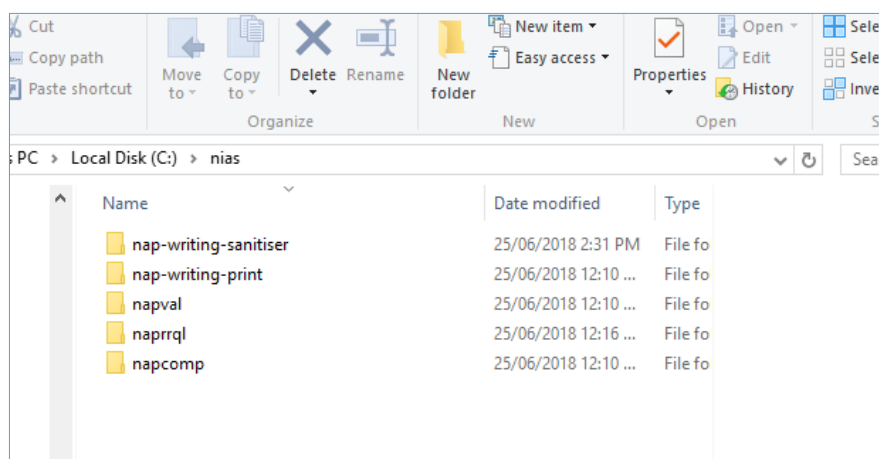 Cut
Copy path
Paste shortcut
Move to
Copy to
Delete
Rename
New folder
New item
Easy access
Properties
Open
Edit
History
Sele
Sele
Inve
Organize
New
Open
S
s PC > Local Disk (C:) > nias
Sea
Name Date modified Type
nap-writing-sanitiser 25/06/2018 2:31 PM File fo
nap-writing-print 25/06/2018 12:10 ... File fo
napval 25/06/2018 12:10 ... File fo
naprrql 25/06/2018 12:16 ... File fo
napcomp 25/06/2018 12:10 ... File fo